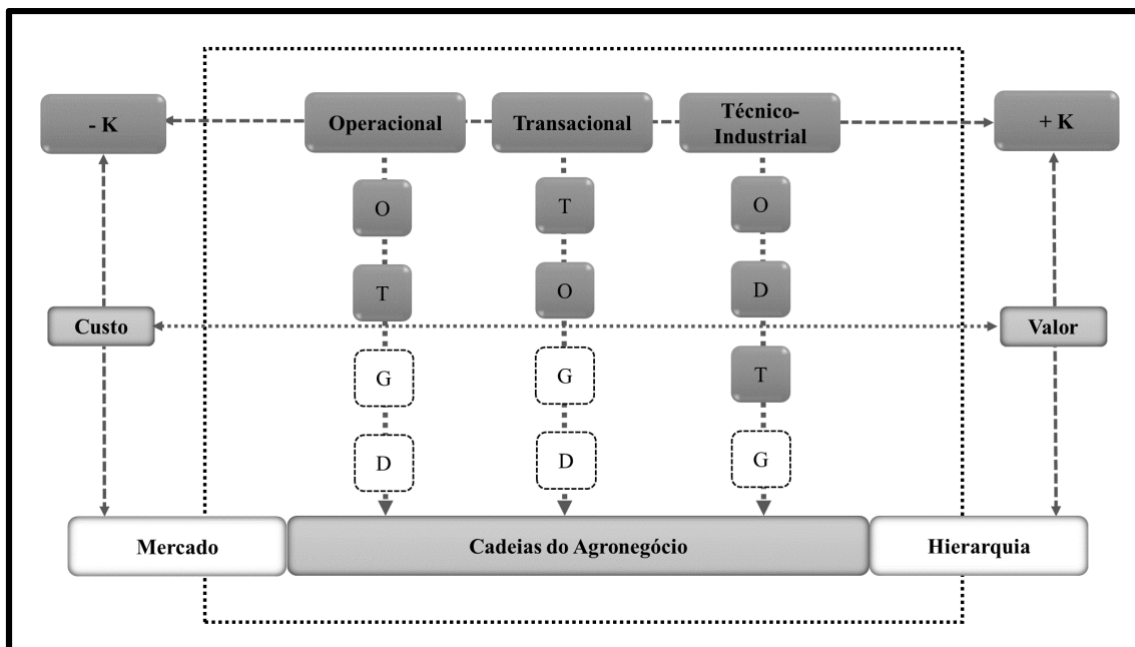 - K
Operacional
Transacional
Técnico-
Industrial
+ K
O
T
O
T
O
D
Custo
Valor
G
G
T
D
D
G
Mercado
Cadeias do Agronegócio
Hierarquia